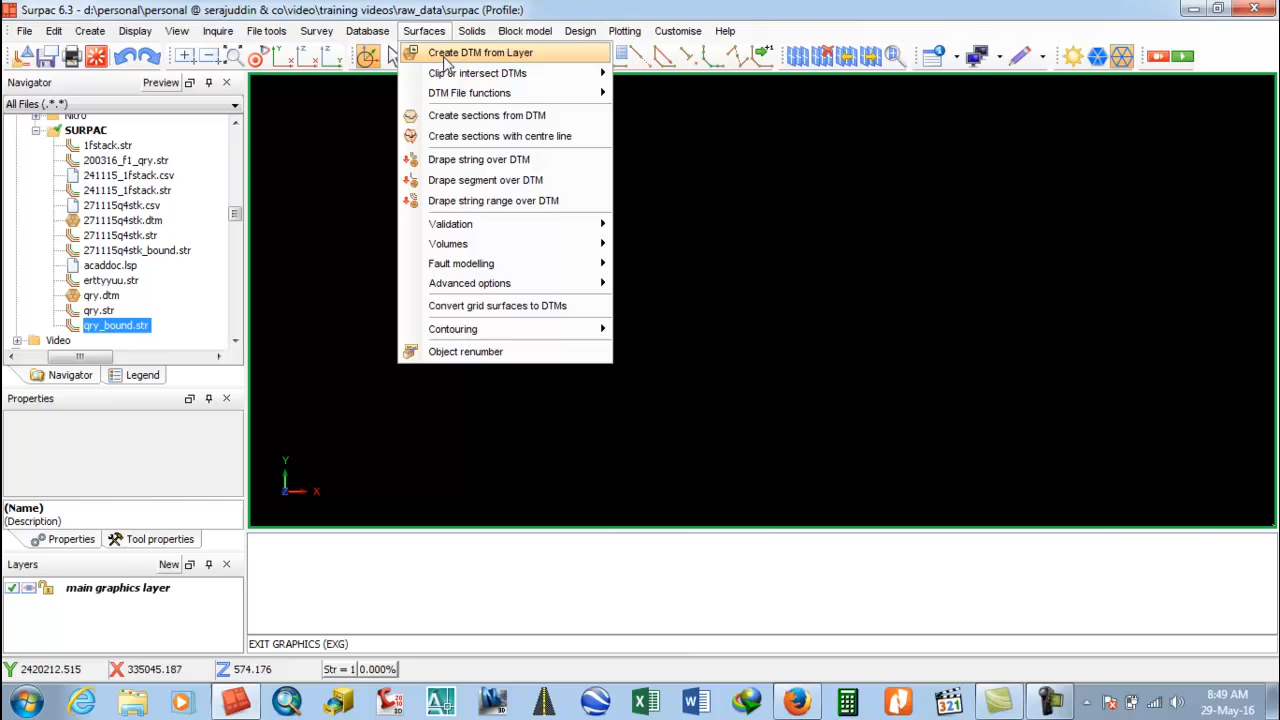 Surpac 6.3 - d:\personal\personal @ serajuddin & co\video\training videos\raw_data\surpac (Profile:)
File Edit Create Display View Inquire File tools Survey Database Surfaces Solids Block model Design Plotting Customise Help
Navigator Preview
All Files (*.*)
Nitro
SURPAC
1fstack.str
200316_f1_qry.str
241115_1fstack.csv
241115_1fstack.str
271115q4stk.csv
271115q4stk.dtm
271115q4stk.str
271115q4stk_bound.str
acaddoc.lsp
erttyyuu.str
qry.dtm
qry.str
qry_bound.str
Video
Navigator Legend
Create DTM from Layer
Clip or intersect DTMs
DTM File functions
Create sections from DTM
Create sections with centre line
Drape string over DTM
Drape segment over DTM
Drape string range over DTM
Validation
Volumes
Fault modelling
Advanced options
Convert grid surfaces to DTMs
Contouring
Object renumber
Y
Z X
Properties
(Name)
(Description)
Properties Tool properties
Layers New
main graphics layer
EXIT GRAPHICS (EXG)
Y 2420212.515 X 335045.187 Z 574.176 Str = 1 0.000%
8:49 AM
29-May-16